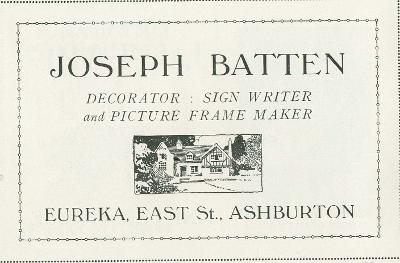 JOSEPH BATTEN
DECORATOR : SIGN WRITER
and PICTURE FRAME MAKER
EUREKA, EAST St., ASHBURTON